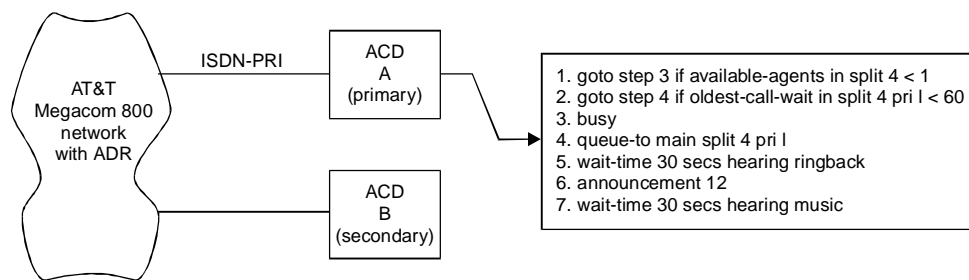 AT&T
Megacom 800
network
with ADR
ISDN-PRI
ACD
A
(primary)
ACD
B
(secondary)
1. goto step 3 if available-agents in split 4 < 1
2. goto step 4 if oldest-call-wait in split 4 pri l < 60
3. busy
4. queue-to main split 4 pri l
5. wait-time 30 secs hearing ringback
6. announcement 12
7. wait-time 30 secs hearing music